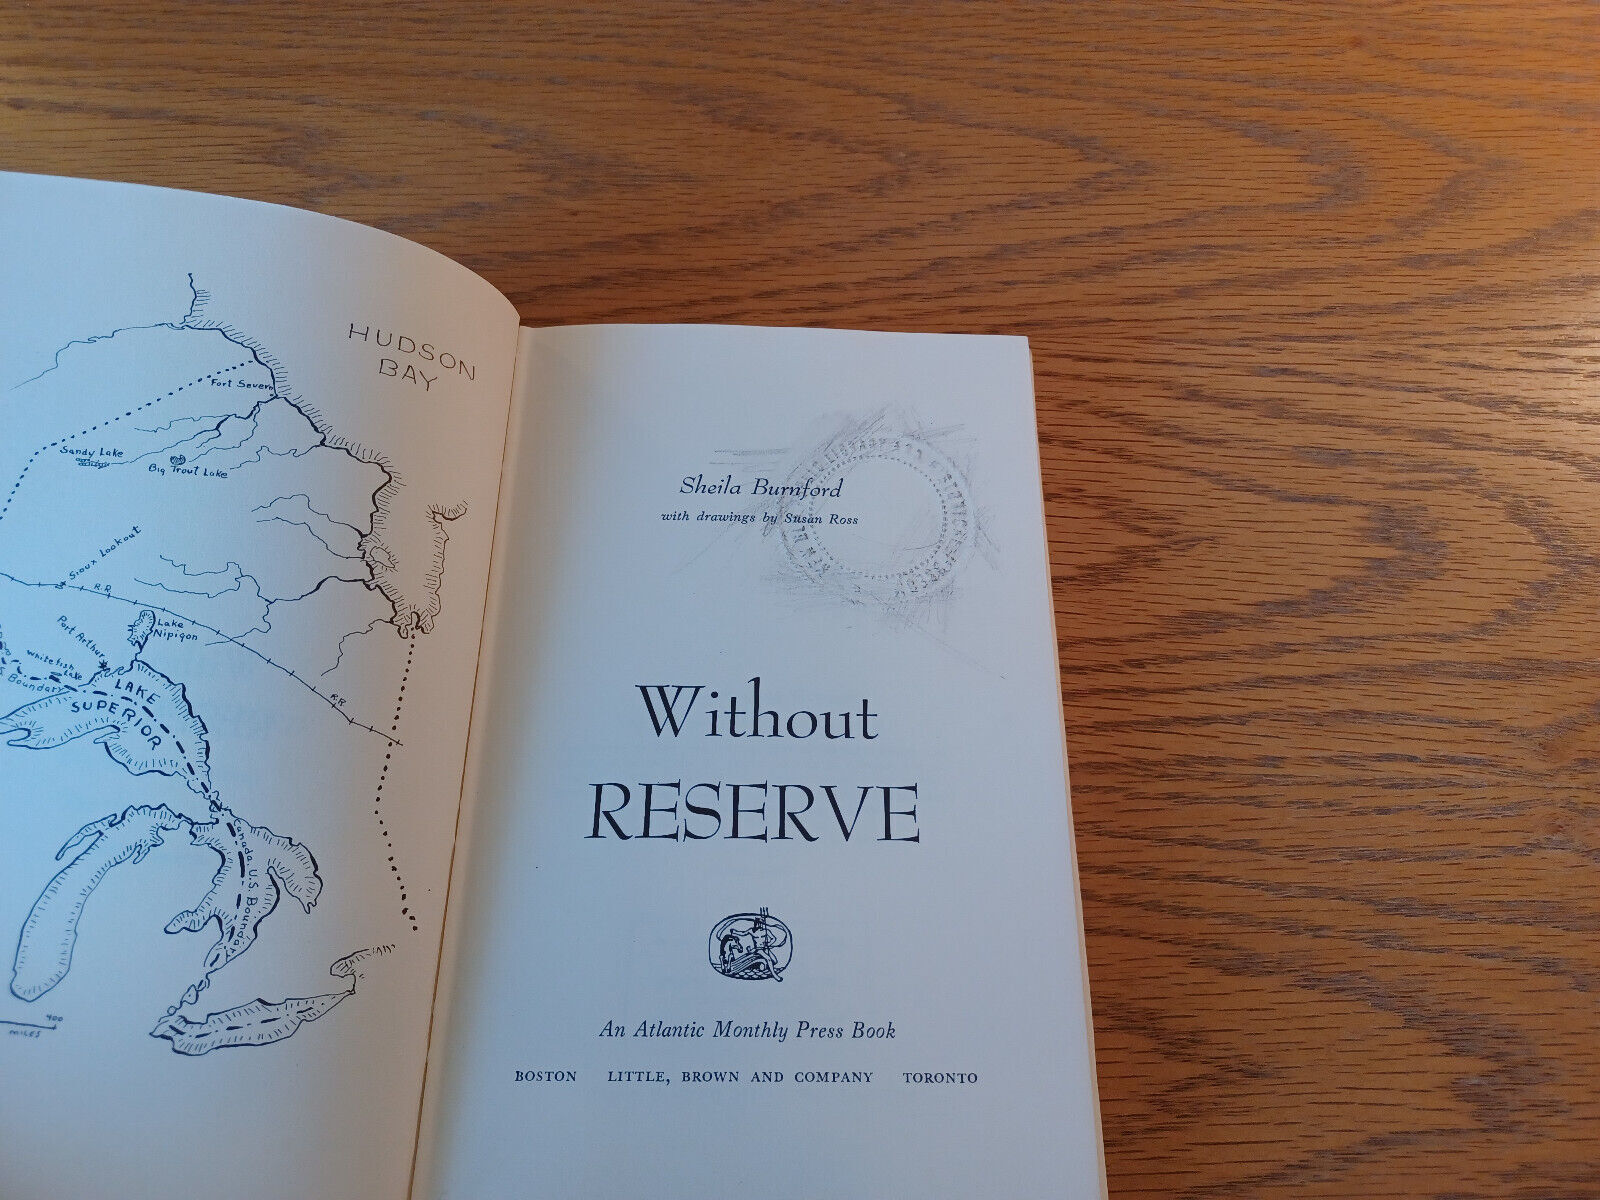 HUDSON
BAY
Fort Severn
Sandy Lake
Big Trout Lake
Sioux Lookout
R.R.
Port Arthur
Lake
Nipigon
Whitefish
Lake
Boundary
LAKE
SUPERIOR
R.R
Canada. U.S Boundary
400
MILES
Sheila Burnford
with drawings by Susan Ross
LIBRARY AND
Without
RESERVE
An Atlantic Monthly Press Book
BOSTON LITTLE, BROWN AND COMPANY TORONTO